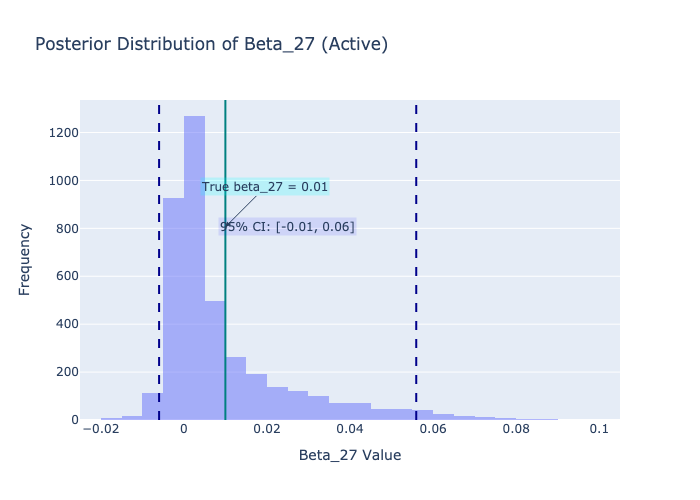 Posterior Distribution of Beta_27 (Active)
1200
1000
800
600
400
200
0
Frequency
True beta_27 = 0.01
95% CI: [-0.01, 0.06]
−0.02
0
0.02
0.04
0.06
0.08
0.1
Beta_27 Value